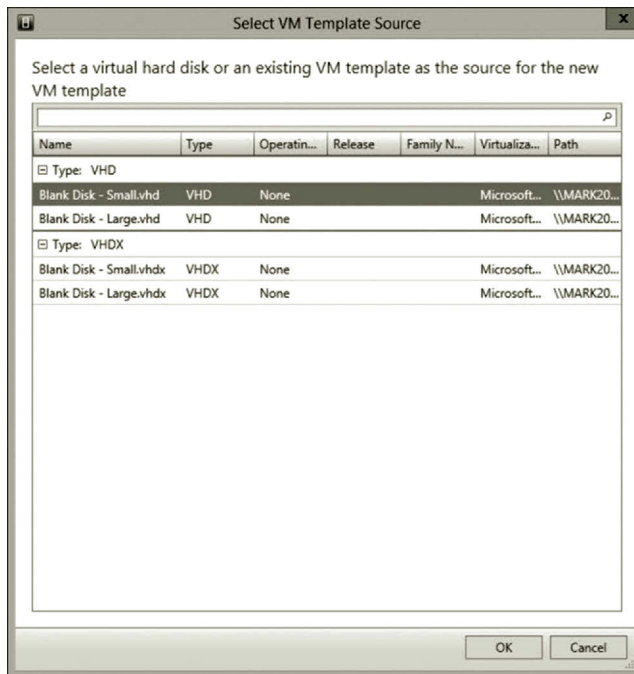 Select VM Template Source
x
Select a virtual hard disk or an existing VM template as the source for the new
VM template
Name Type Operatin... Release Family N... Virtualiza... Path
Type: VHD
Blank Disk - Small.vhd VHD None Microsoft... \\MARK20...
Blank Disk - Large.vhd VHD None Microsoft... \\MARK20...
Type: VHDX
Blank Disk - Small.vhdx VHDX None Microsoft... \\MARK20...
Blank Disk - Large.vhdx VHDX None Microsoft... \\MARK20...
OK Cancel